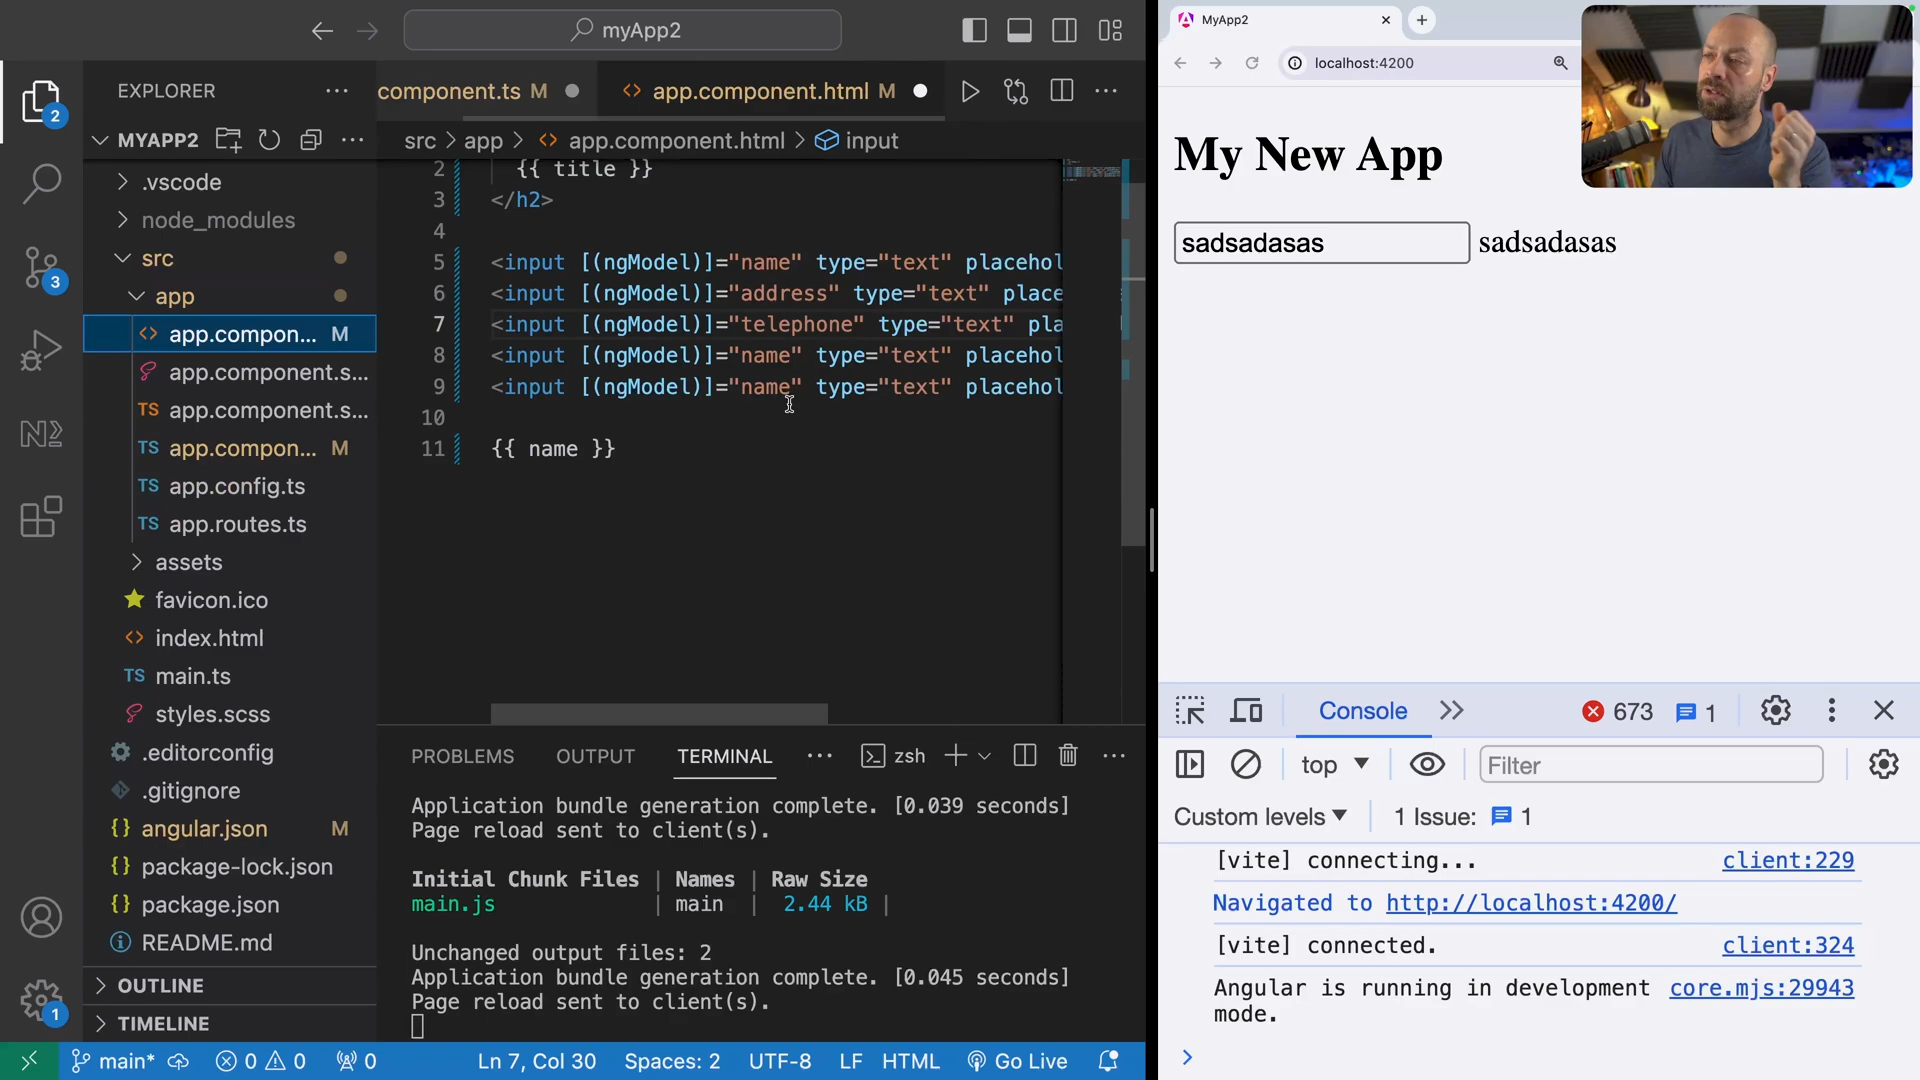 myApp2
EXPLORER
component.ts M
app.component.html M
MYAPP2
src > app > app.component.html > input
.vscode
node_modules
src
app
app.compon... M
app.component.s...
TS app.component.s...
TS app.compon... M
TS app.config.ts
TS app.routes.ts
assets
favicon.ico
index.html
TS main.ts
styles.scss
.editorconfig
.gitignore
{} angular.json M
{} package-lock.json
{} package.json
README.md
OUTLINE
TIMELINE
2
3
1
2 {{ title }}
3 </h2>
4
5 <input [(ngModel)]="name" type="text" placehol
6 <input [(ngModel)]="address" type="text" place
7 <input [(ngModel)]="telephone" type="text" pla
8 <input [(ngModel)]="name" type="text" placehol
9 <input [(ngModel)]="name" type="text" placehol
10
11 {{ name }}
PROBLEMS OUTPUT TERMINAL ... zsh
Application bundle generation complete. [0.039 seconds]
Page reload sent to client(s).
Initial Chunk Files | Names | Raw Size
main.js | main | 2.44 kB |
Unchanged output files: 2
Application bundle generation complete. [0.045 seconds]
Page reload sent to client(s).
main* 0 0 0 Ln 7, Col 30 Spaces: 2 UTF-8 LF HTML Go Live
MyApp2
localhost:4200
My New App
sadsadasas sadsadasas
Console 673 1
top Filter
Custom levels 1 Issue: 1
[vite] connecting... client:229
Navigated to http://localhost:4200/
[vite] connected. client:324
Angular is running in development core.mjs:29943
mode.